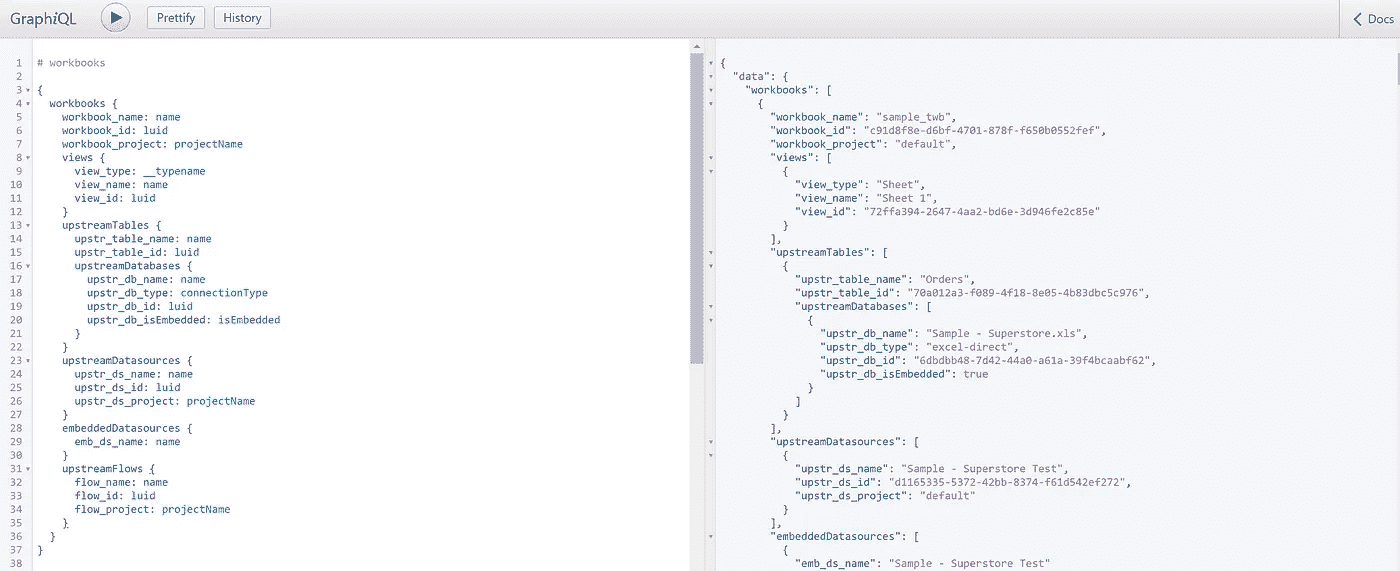 GraphiQL
Prettify
History
Docs
1 # workbooks
2
3 {
4 workbooks {
5 workbook_name: name
6 workbook_id: luid
7 workbook_project: projectName
8 views {
9 view_type: __typename
10 view_name: name
11 view_id: luid
12 }
13 upstreamTables {
14 upstr_table_name: name
15 upstr_table_id: luid
16 upstreamDatabases {
17 upstr_db_name: name
18 upstr_db_type: connectionType
19 upstr_db_id: luid
20 upstr_db_isEmbedded: isEmbedded
21 }
22 }
23 upstreamDatasources {
24 upstr_ds_name: name
25 upstr_ds_id: luid
26 upstr_ds_project: projectName
27 }
28 embeddedDatasources {
29 emb_ds_name: name
30 }
31 upstreamFlows {
32 flow_name: name
33 flow_id: luid
34 flow_project: projectName
35 }
36 }
37 }
38
{
"data": {
"workbooks": [
{
"workbook_name": "sample_twb",
"workbook_id": "c91d8f8e-d6bf-4701-878f-f650b0552fef",
"workbook_project": "default",
"views": [
{
"view_type": "Sheet",
"view_name": "Sheet 1",
"view_id": "72ffa394-2647-4aa2-bd6e-3d946fe2c85e"
}
],
"upstreamTables": [
{
"upstr_table_name": "Orders",
"upstr_table_id": "70a012a3-f089-4f18-8e05-4b83dbc5c976",
"upstreamDatabases": [
{
"upstr_db_name": "Sample - Superstore.xls",
"upstr_db_type": "excel-direct",
"upstr_db_id": "6dbdbb48-7d42-44a0-a61a-39f4bcaabf62",
"upstr_db_isEmbedded": true
}
]
}
],
"upstreamDatasources": [
{
"upstr_ds_name": "Sample - Superstore Test",
"upstr_ds_id": "d1165335-5372-42bb-8374-f61d542ef272",
"upstr_ds_project": "default"
}
],
"embeddedDatasources": [
{
"emb_ds_name": "Sample - Superstore Test"